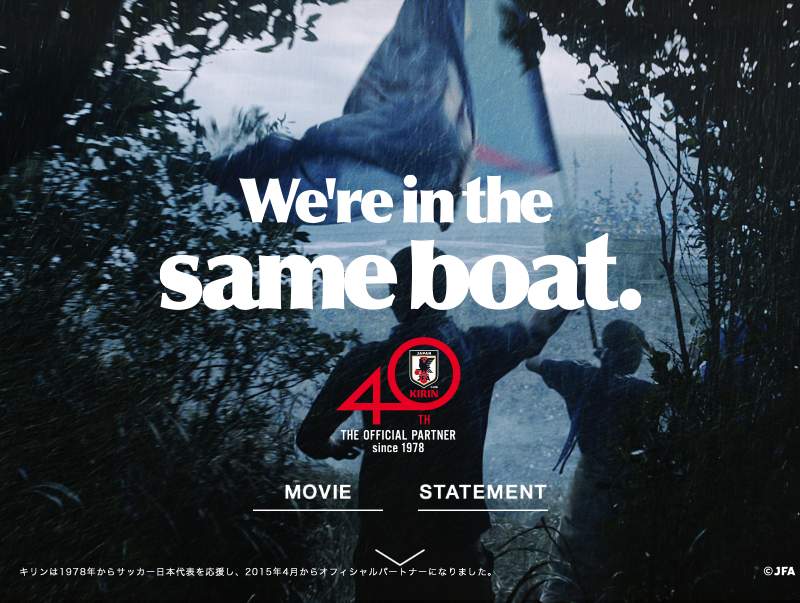 We're in the
same boat.
JAPAN
JFA
KIRIN
40
TH
THE OFFICIAL PARTNER
since 1978
MOVIE
STATEMENT
キリンは1978年からサッカー日本代表を応援し、2015年4月からオフィシャルパートナーになりました。
©JFA